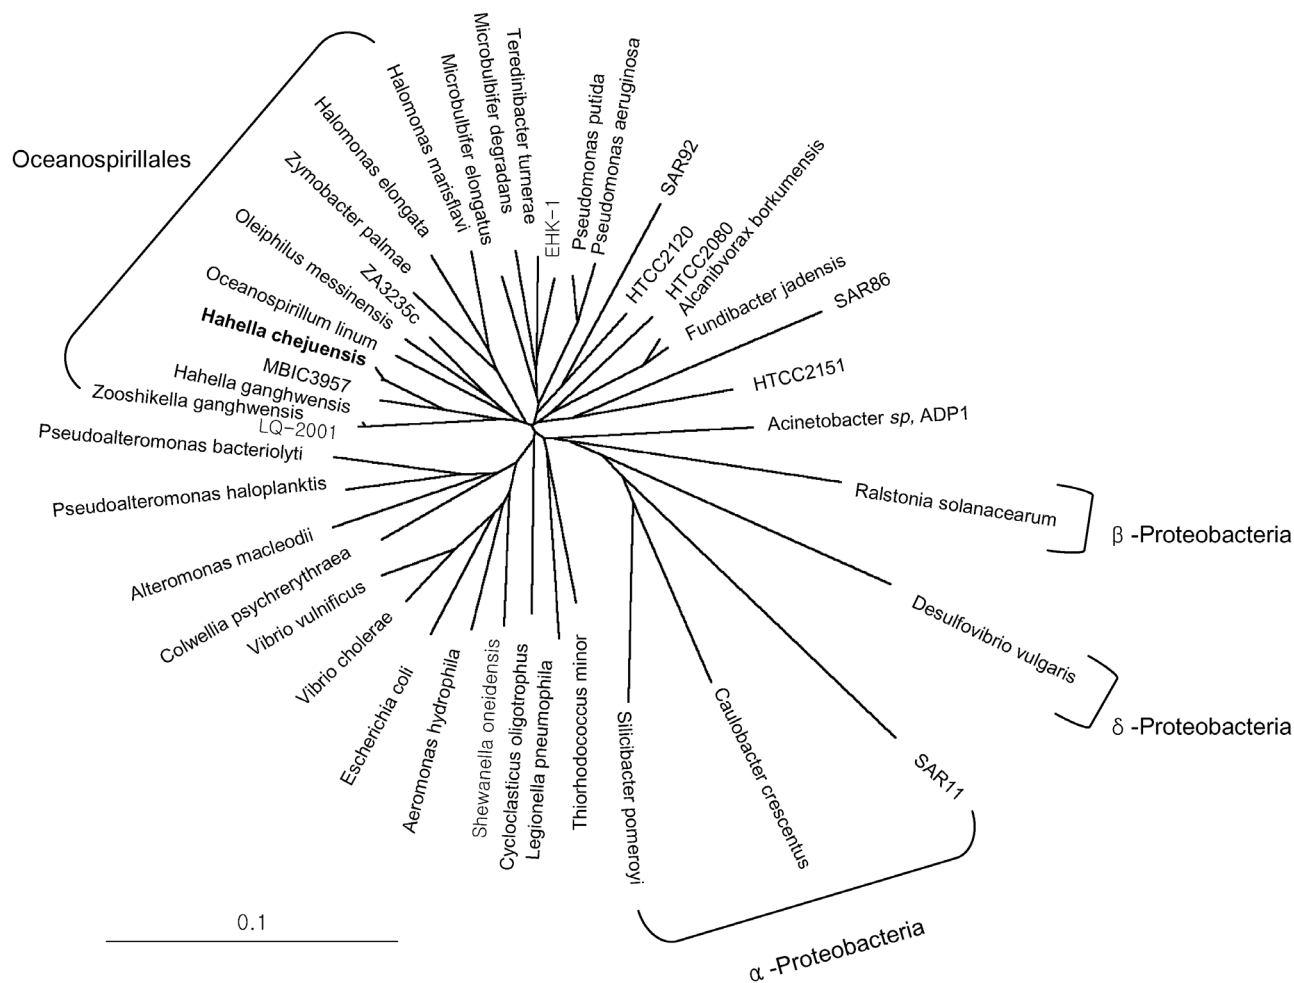 Oceanospirillales
Halomonas marisflavi
Microbulbifer elongatus
Microbulbifer degradans
Teredinibacter turnerae
EHK-1
Pseudomonas putida
Pseudomonas aeruginosa
SAR92
HTCC2120
HTCC2080
Alcanibvorax borkumensis
Fundibacter jadensis
SAR86
HTCC2151
Acinetobacter sp, ADP1
Ralstonia solanacearum
β -Proteobacteria
Desulfovibrio vulgaris
δ -Proteobacteria
SAR11
Caulobacter crescentus
Silicibacter pomeroyi
α -Proteobacteria
Thiorhodococcus minor
Legionella pneumophila
Cycloclasticus oligotrophus
Shewanella oneidensis
Aeromonas hydrophila
Escherichia coli
Vibrio cholerae
Vibrio vulnificus
Colwellia psychrerythraea
Alteromonas macleodii
Pseudoalteromonas haloplanktis
Pseudoalteromonas bacteriolyti
LQ-2001
Zooshikella ganghwensis
Hahella ganghwensis
MBIC3957
Hahella chejuensis
Oceanospirillum linum
Oleiphilus messinensis
ZA3235c
Zymobacter palmae
Halomonas elongata
0.1